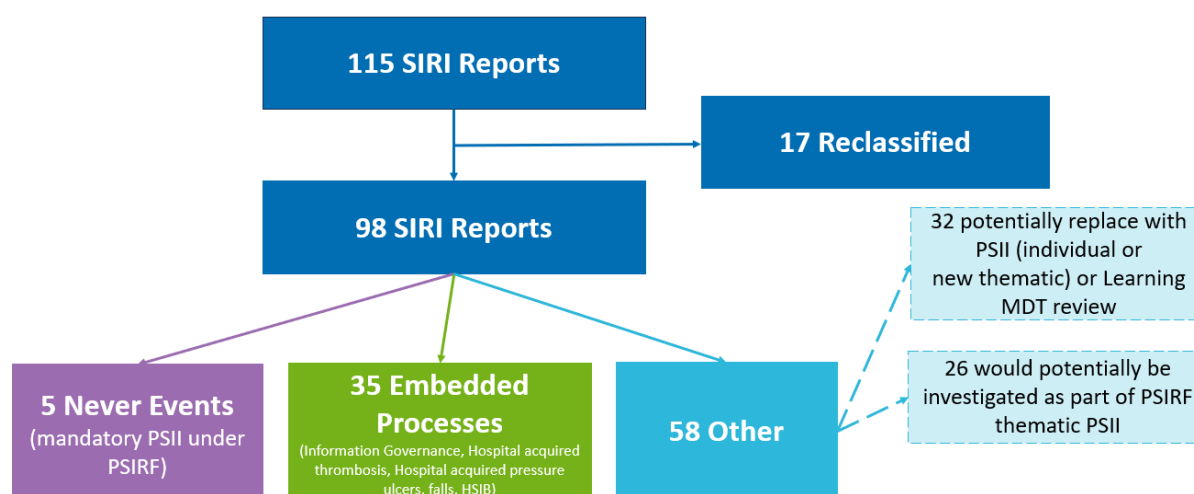 115 SIRI Reports
17 Reclassified
98 SIRI Reports
32 potentially replace with
PSII (individual or
new thematic) or Learning
MDT review
5 Never Events
(mandatory PSII under
PSIRF)
35 Embedded
Processes
(Information Governance, Hospital acquired
thrombosis, Hospital acquired pressure
ulcers, falls, HSIB)
58 Other
26 would potentially be
investigated as part of PSIRF
thematic PSII